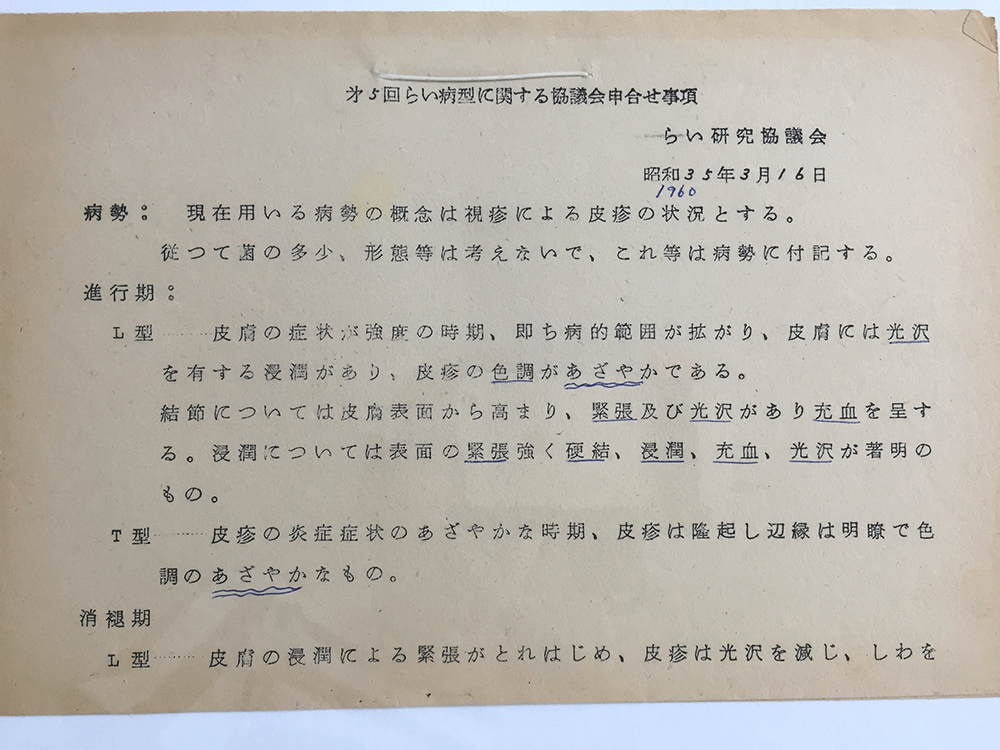 才5回らい病型に関する協議会申合せ事項
らい研究協議会
昭和35年3月16日
1960
病勢： 現在用いる病勢の概念は視疹による皮疹の状況とする。
従つて菌の多少、形態等は考えないで、これ等は病勢に付記する。
進行期：
L型………皮膚の症状が強度の時期、即ち病的範囲が拡がり、皮膚には光沢
を有する浸潤があり、皮疹の色調があざやかである。
結節については皮膚表面から高まり、緊張及び光沢があり充血を呈す
る。浸潤については表面の緊張強く硬結、浸潤、充血、光沢が著明の
もの。
T型………皮疹の炎症症状のあざやかな時期、皮疹は隆起し辺縁は明瞭で色
調のあざやかなもの。
消褪期
L型………皮膚の浸潤による緊張がとれはじめ、皮疹は光沢を減じ、しわを